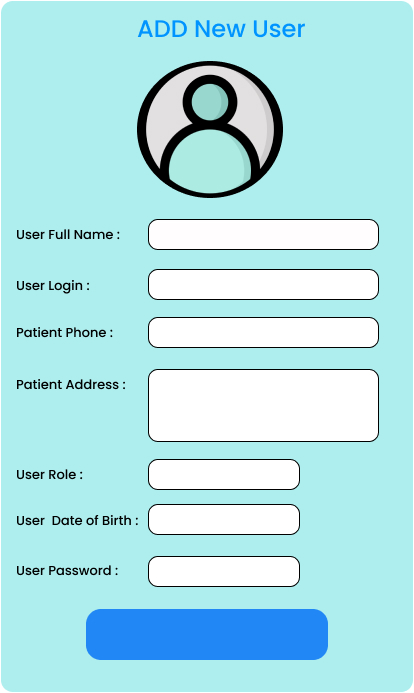 ADD New User
User Full Name :
User Login :
Patient Phone :
Patient Address :
User Role :
User  Date of Birth :
User Password :